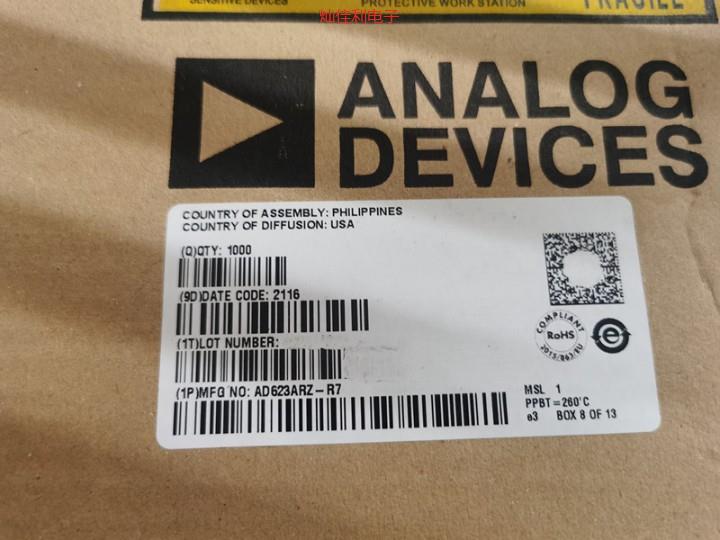 SENSITIVE DEVICES
PROTECTIVE WORK STATION
FRAGILE
灿佳利电子
ANALOG
DEVICES
COUNTRY OF ASSEMBLY: PHILIPPINES
COUNTRY OF DIFFUSION: USA
(Q)QTY: 1000
(9D)DATE CODE: 2116
(1T)LOT NUMBER:
(1P)MFG NO: AD623ARZ-R7
COMPLIANT
RoHS
2015/863/EU
e
MSL 1
PPBT=260°C
e3 BOX 8 OF 13